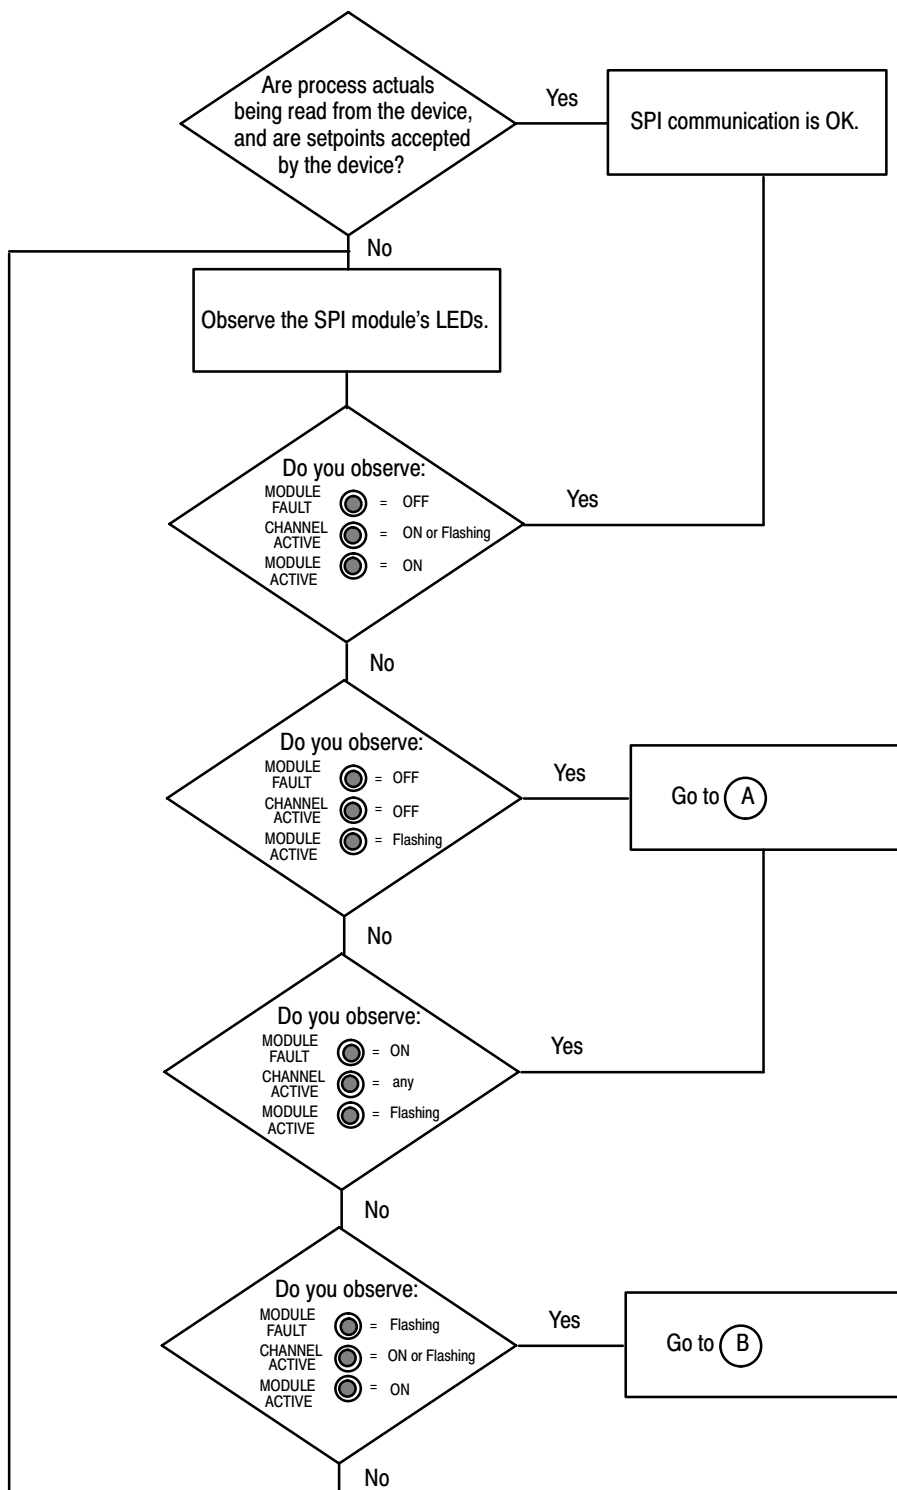 Are process actuals
being read from the device,
and are setpoints accepted
by the device?
Yes
SPI communication is OK.
No
Observe the SPI module's LEDs.
Do you observe:
MODULE
FAULT = OFF
CHANNEL
ACTIVE = ON or Flashing
MODULE
ACTIVE = ON
Yes
No
Do you observe:
MODULE
FAULT = OFF
CHANNEL
ACTIVE = OFF
MODULE
ACTIVE = Flashing
Yes
Go to A
No
Do you observe:
MODULE
FAULT = ON
CHANNEL
ACTIVE = any
MODULE
ACTIVE = Flashing
Yes
No
Do you observe:
MODULE
FAULT = Flashing
CHANNEL
ACTIVE = ON or Flashing
MODULE
ACTIVE = ON
Yes
Go to B
No